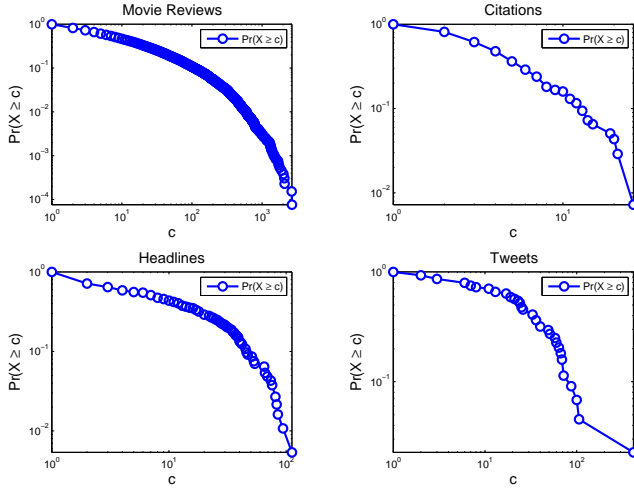 Movie Reviews
Pr(X ≥ c)
10^0
10^-1
10^-2
10^-3
10^-4
Pr(X ≥ c)
10^0 10^1 10^2 10^3
c
Citations
Pr(X ≥ c)
10^0
10^-1
10^-2
Pr(X ≥ c)
10^0 10^1
c
Headlines
Pr(X ≥ c)
10^0
10^-1
10^-2
Pr(X ≥ c)
10^0 10^1 10^2
c
Tweets
Pr(X ≥ c)
10^0
10^-1
Pr(X ≥ c)
10^0 10^1 10^2
c